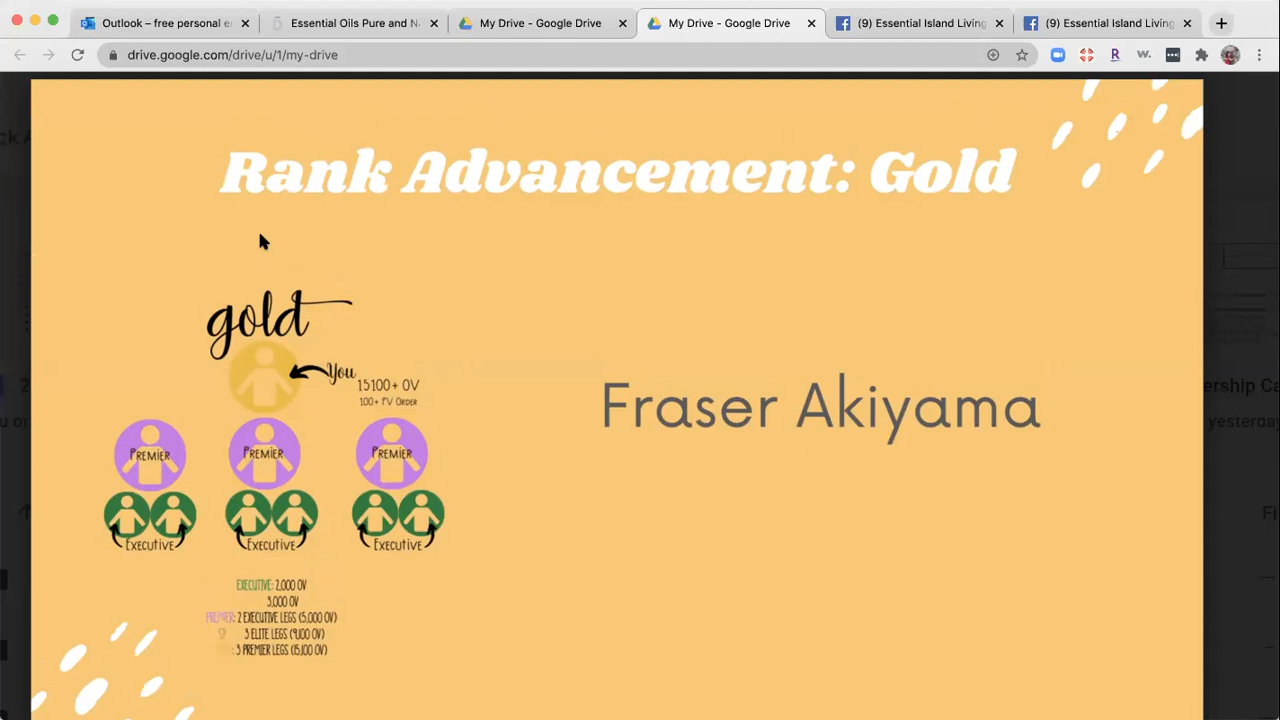 Outlook – free personal e
Essential Oils Pure and N
My Drive - Google Drive
My Drive - Google Drive
(9) Essential Island Living
(9) Essential Island Living
drive.google.com/drive/u/1/my-drive
Rank Advancement: Gold
gold
You
15100+ OV
100+ PV Order
Fraser Akiyama
Premier
Premier
Premier
Executive
Executive
Executive
Executive: 2,000 OV
3,000 OV
Premier: 2 Executive Legs (5,000 OV)
3 Elite Legs (9,100 OV)
: 3 Premier Legs (15,100 OV)